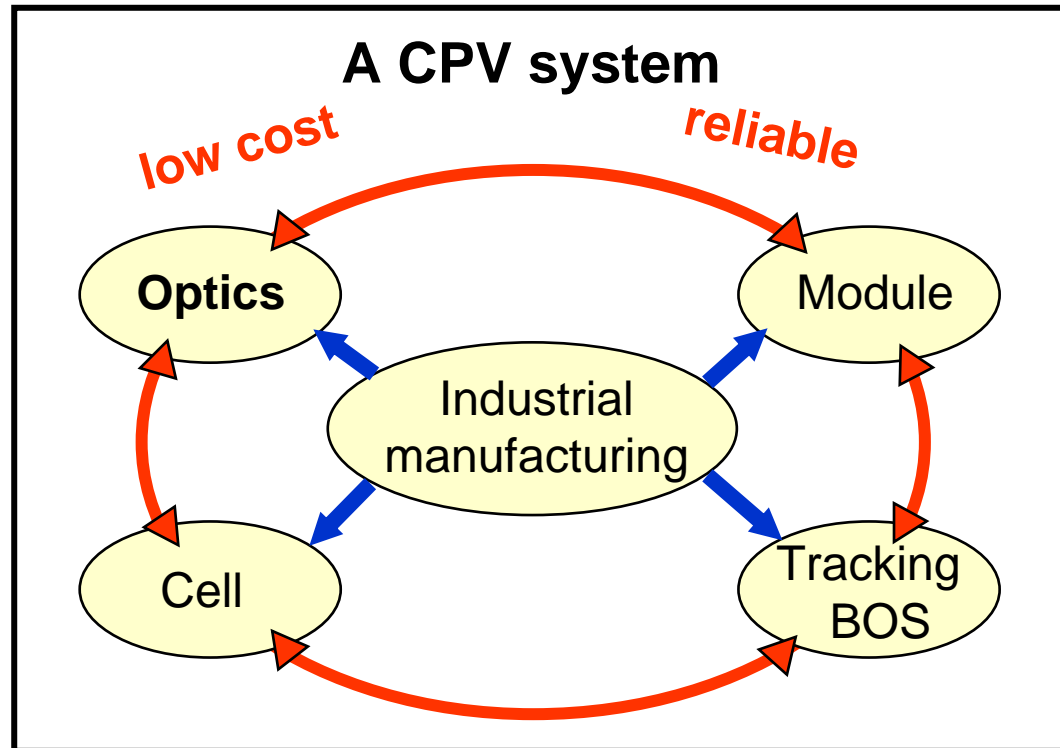 A CPV system
low cost
reliable
Optics
Module
Industrial
manufacturing
Cell
Tracking
BOS